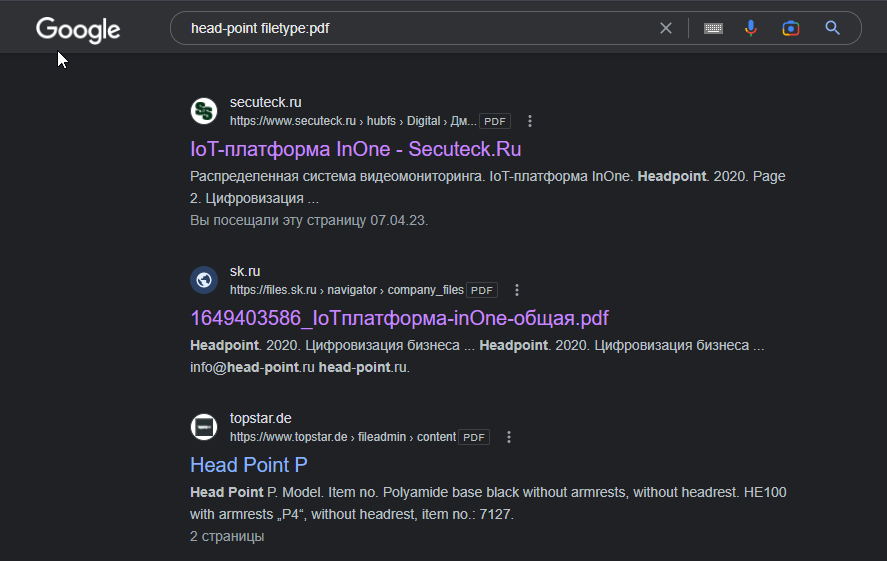 Google
head-point filetype:pdf
secuteck.ru
https://www.secuteck.ru › hubfs › Digital › Дм... PDF
IoT-платформа InOne - Secuteck.Ru
Распределенная система видеомониторинга. IoT-платформа InOne. Headpoint. 2020. Page
2. Цифровизация ...
Вы посещали эту страницу 07.04.23.
sk.ru
https://files.sk.ru › navigator › company_files PDF
1649403586_IoTплатформа-inOne-общая.pdf
Headpoint. 2020. Цифровизация бизнеса ... Headpoint. 2020. Цифровизация бизнеса ...
info@head-point.ru head-point.ru.
topstar.de
https://www.topstar.de › fileadmin › content PDF
Head Point P
Head Point P. Model. Item no. Polyamide base black without armrests, without headrest. HE100
with armrests „P4“, without headrest, item no.: 7127.
2 страницы